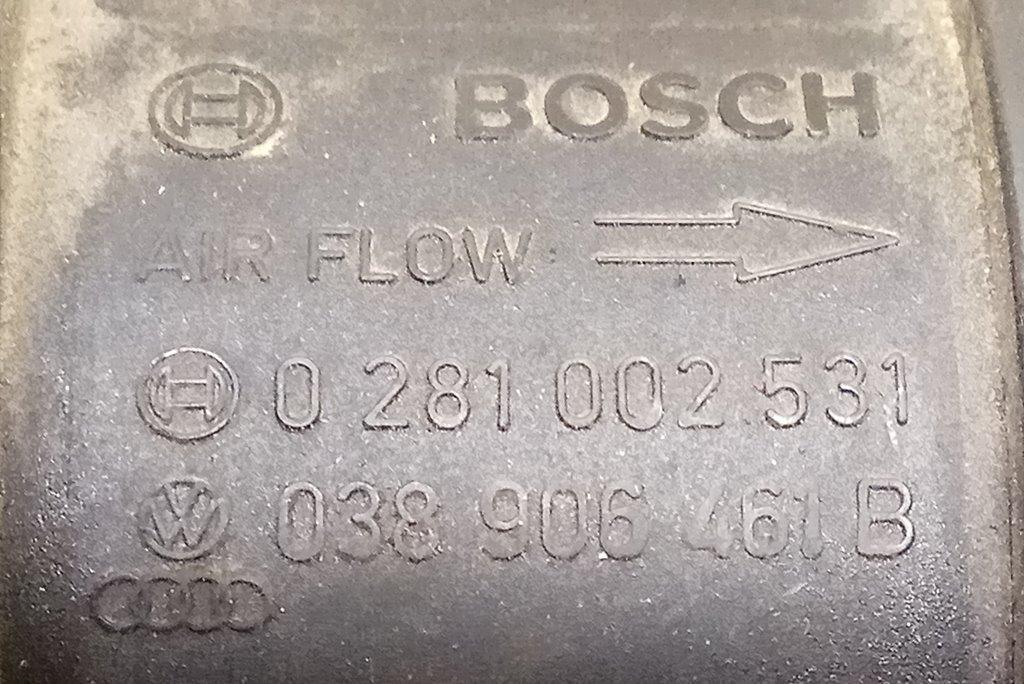 BOSCH
AIR FLOW
0 281 002 531
038 906 461 B